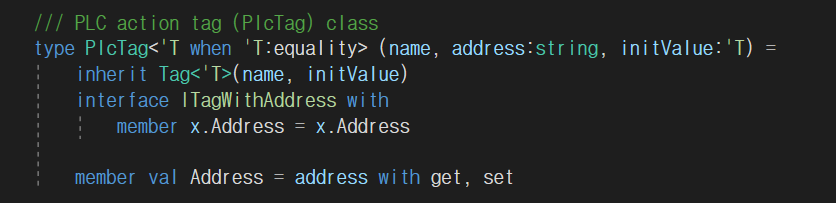 /// PLC action tag (PlcTag) class
type PlcTag<'T when 'T:equality> (name, address:string, initValue:'T) =
inherit Tag<'T>(name, initValue)
interface ITagWithAddress with
member x.Address = x.Address
member val Address = address with get, set